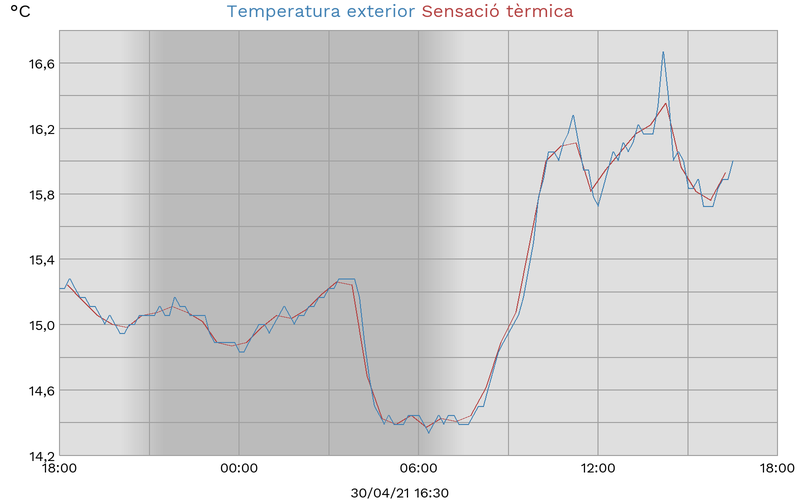 °C
Temperatura exterior Sensació tèrmica
16,6
16,2
15,8
15,4
15,0
14,6
14,2
18:00 00:00 06:00 12:00 18:00
30/04/21 16:30